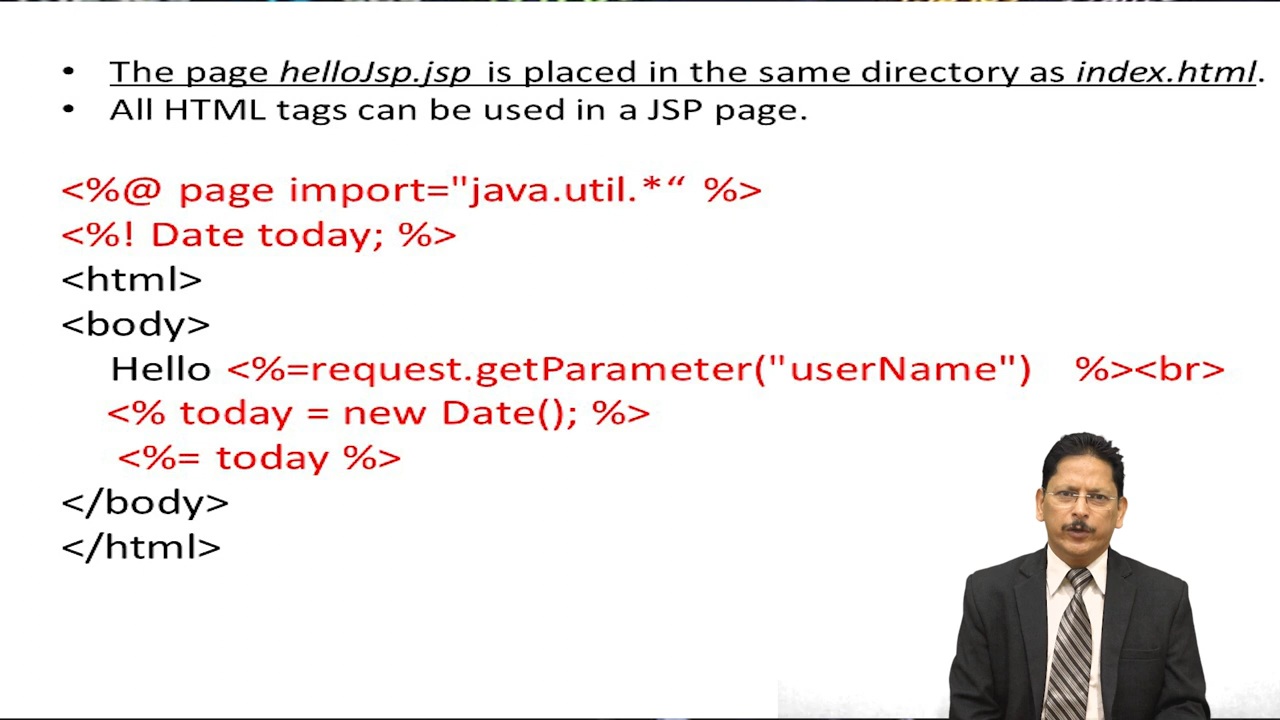 • The page helloJsp.jsp is placed in the same directory as index.html.
• All HTML tags can be used in a JSP page.
<%@ page import="java.util.*“ %>
<%! Date today; %>
<html>
<body>
Hello <%=request.getParameter("userName") %><br>
<% today = new Date(); %>
<%= today %>
</body>
</html>